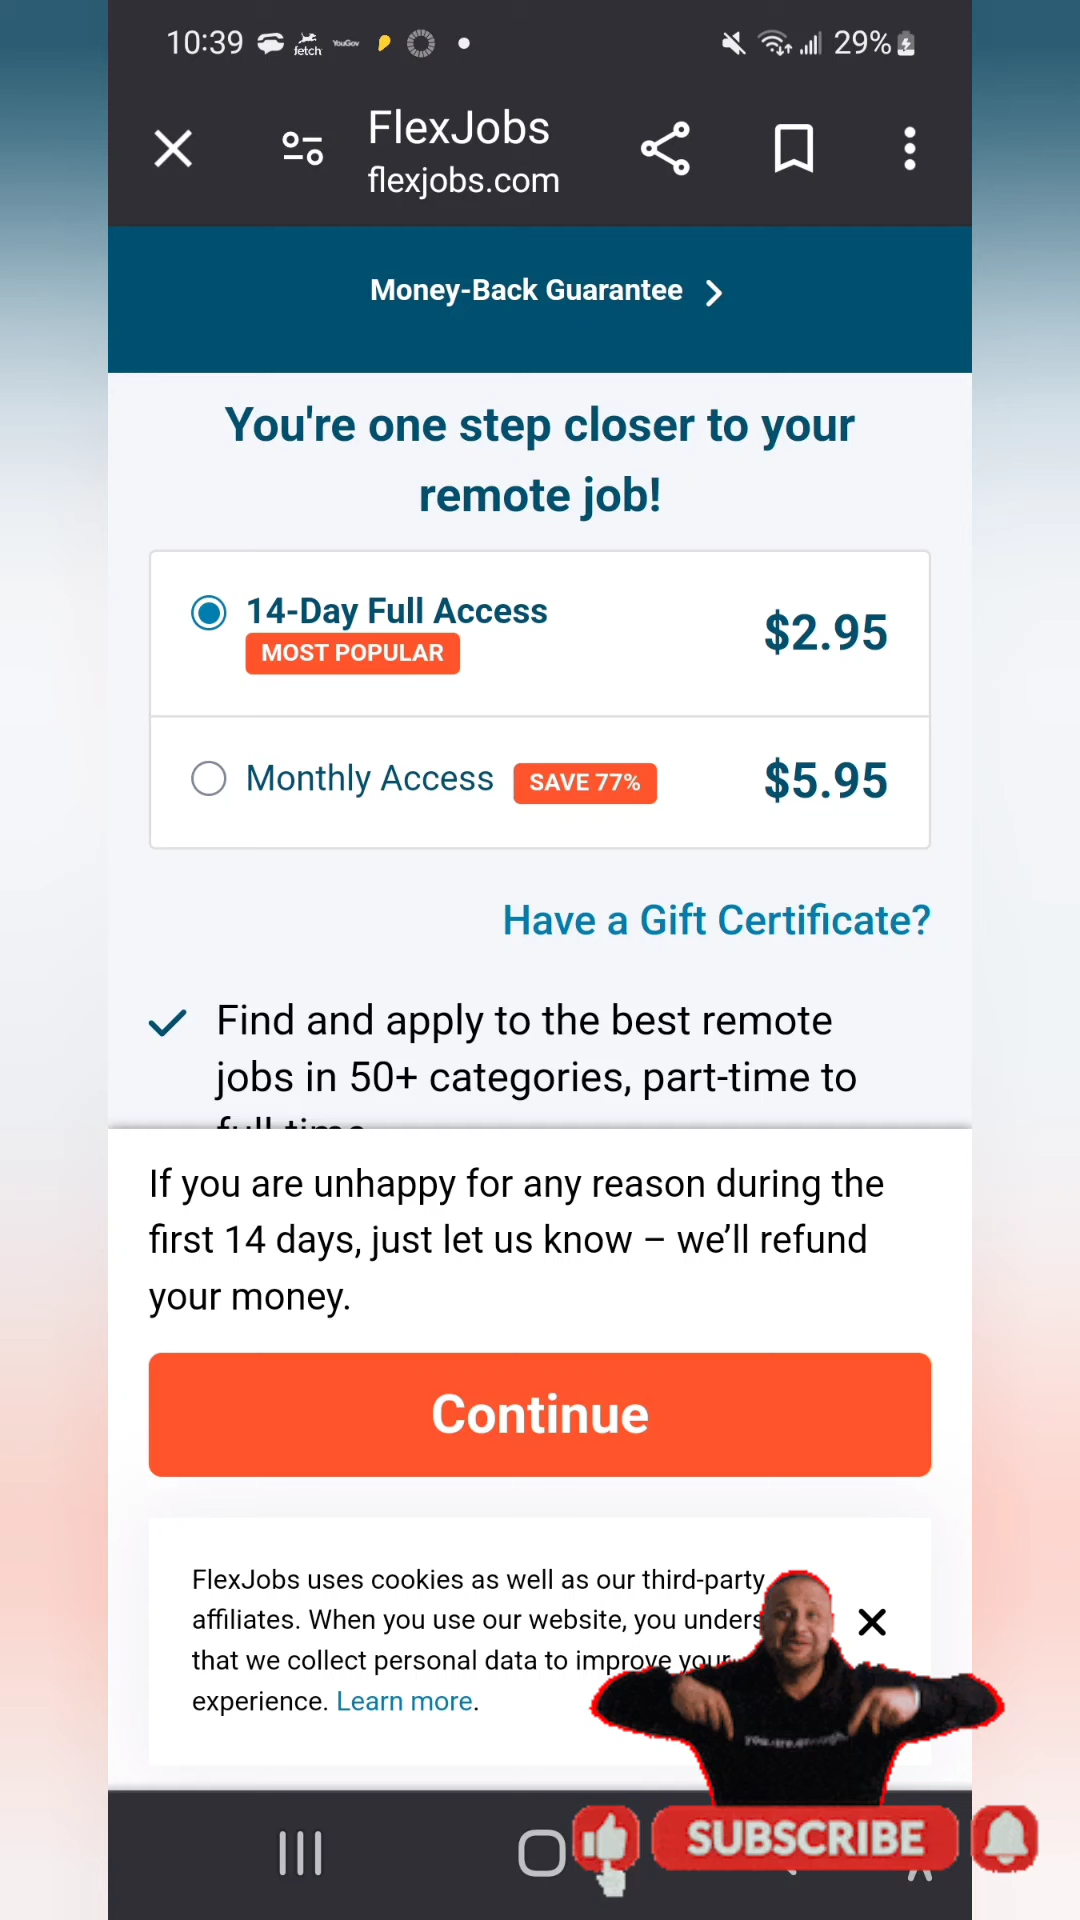 10:39
fetch
YouGov
29%
FlexJobs
flexjobs.com
Money-Back Guarantee
You're one step closer to your
remote job!
14-Day Full Access
MOST POPULAR
$2.95
Monthly Access
SAVE 77%
$5.95
Have a Gift Certificate?
Find and apply to the best remote
jobs in 50+ categories, part-time to
If you are unhappy for any reason during the
first 14 days, just let us know – we’ll refund
your money.
Continue
FlexJobs uses cookies as well as our third-party
affiliates. When you use our website, you unders
that we collect personal data to improve your
experience. Learn more.
SUBSCRIBE